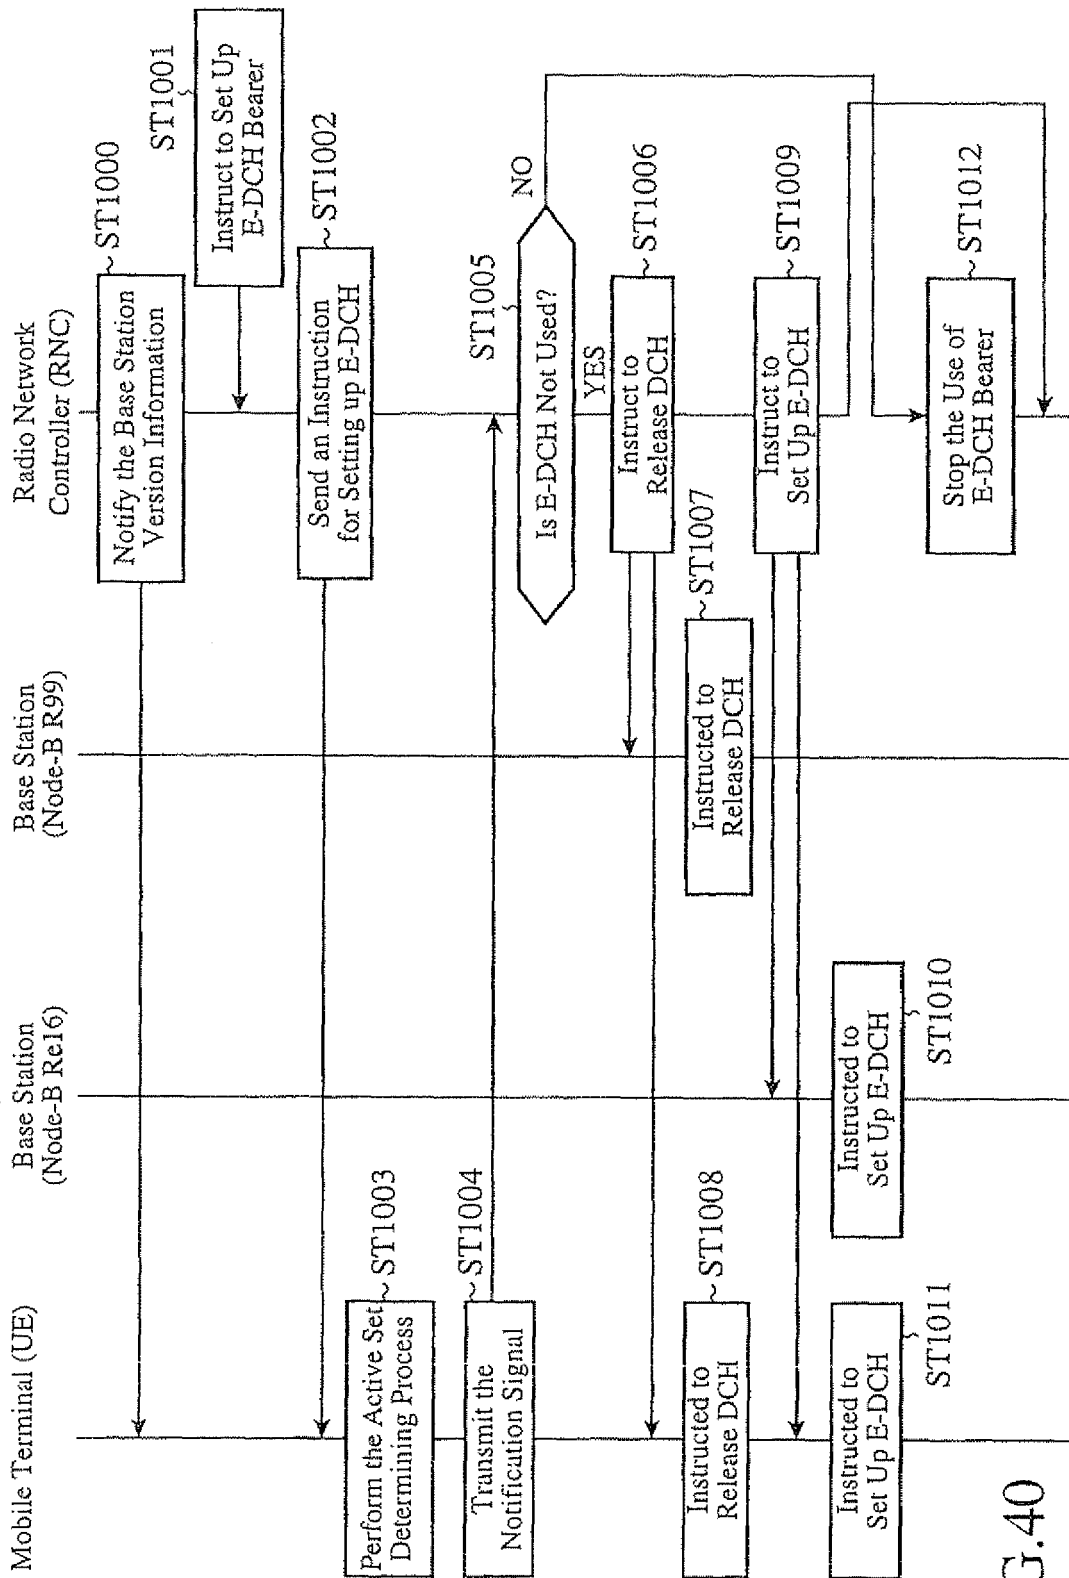 Mobile Terminal (UE)
Base Station
(Node-B Re16)
Base Station
(Node-B R99)
Radio Network
Controller (RNC)
ST1000
Notify the Base Station
Version Information
ST1001
Instruct to Set Up
E-DCH Bearer
ST1002
Send an Instruction
for Setting up E-DCH
ST1003
Perform the Active Set
Determining Process
ST1004
Transmit the
Notification Signal
ST1005
Is E-DCH Not Used?
NO
YES
ST1006
Instruct to
Release DCH
ST1007
Instructed to
Release DCH
ST1008
Instructed to
Release DCH
ST1009
Instruct to
Set Up E-DCH
ST1010
Instructed to
Set Up E-DCH
ST1011
Instructed to
Set Up E-DCH
ST1012
Stop the Use of
E-DCH Bearer
G.40